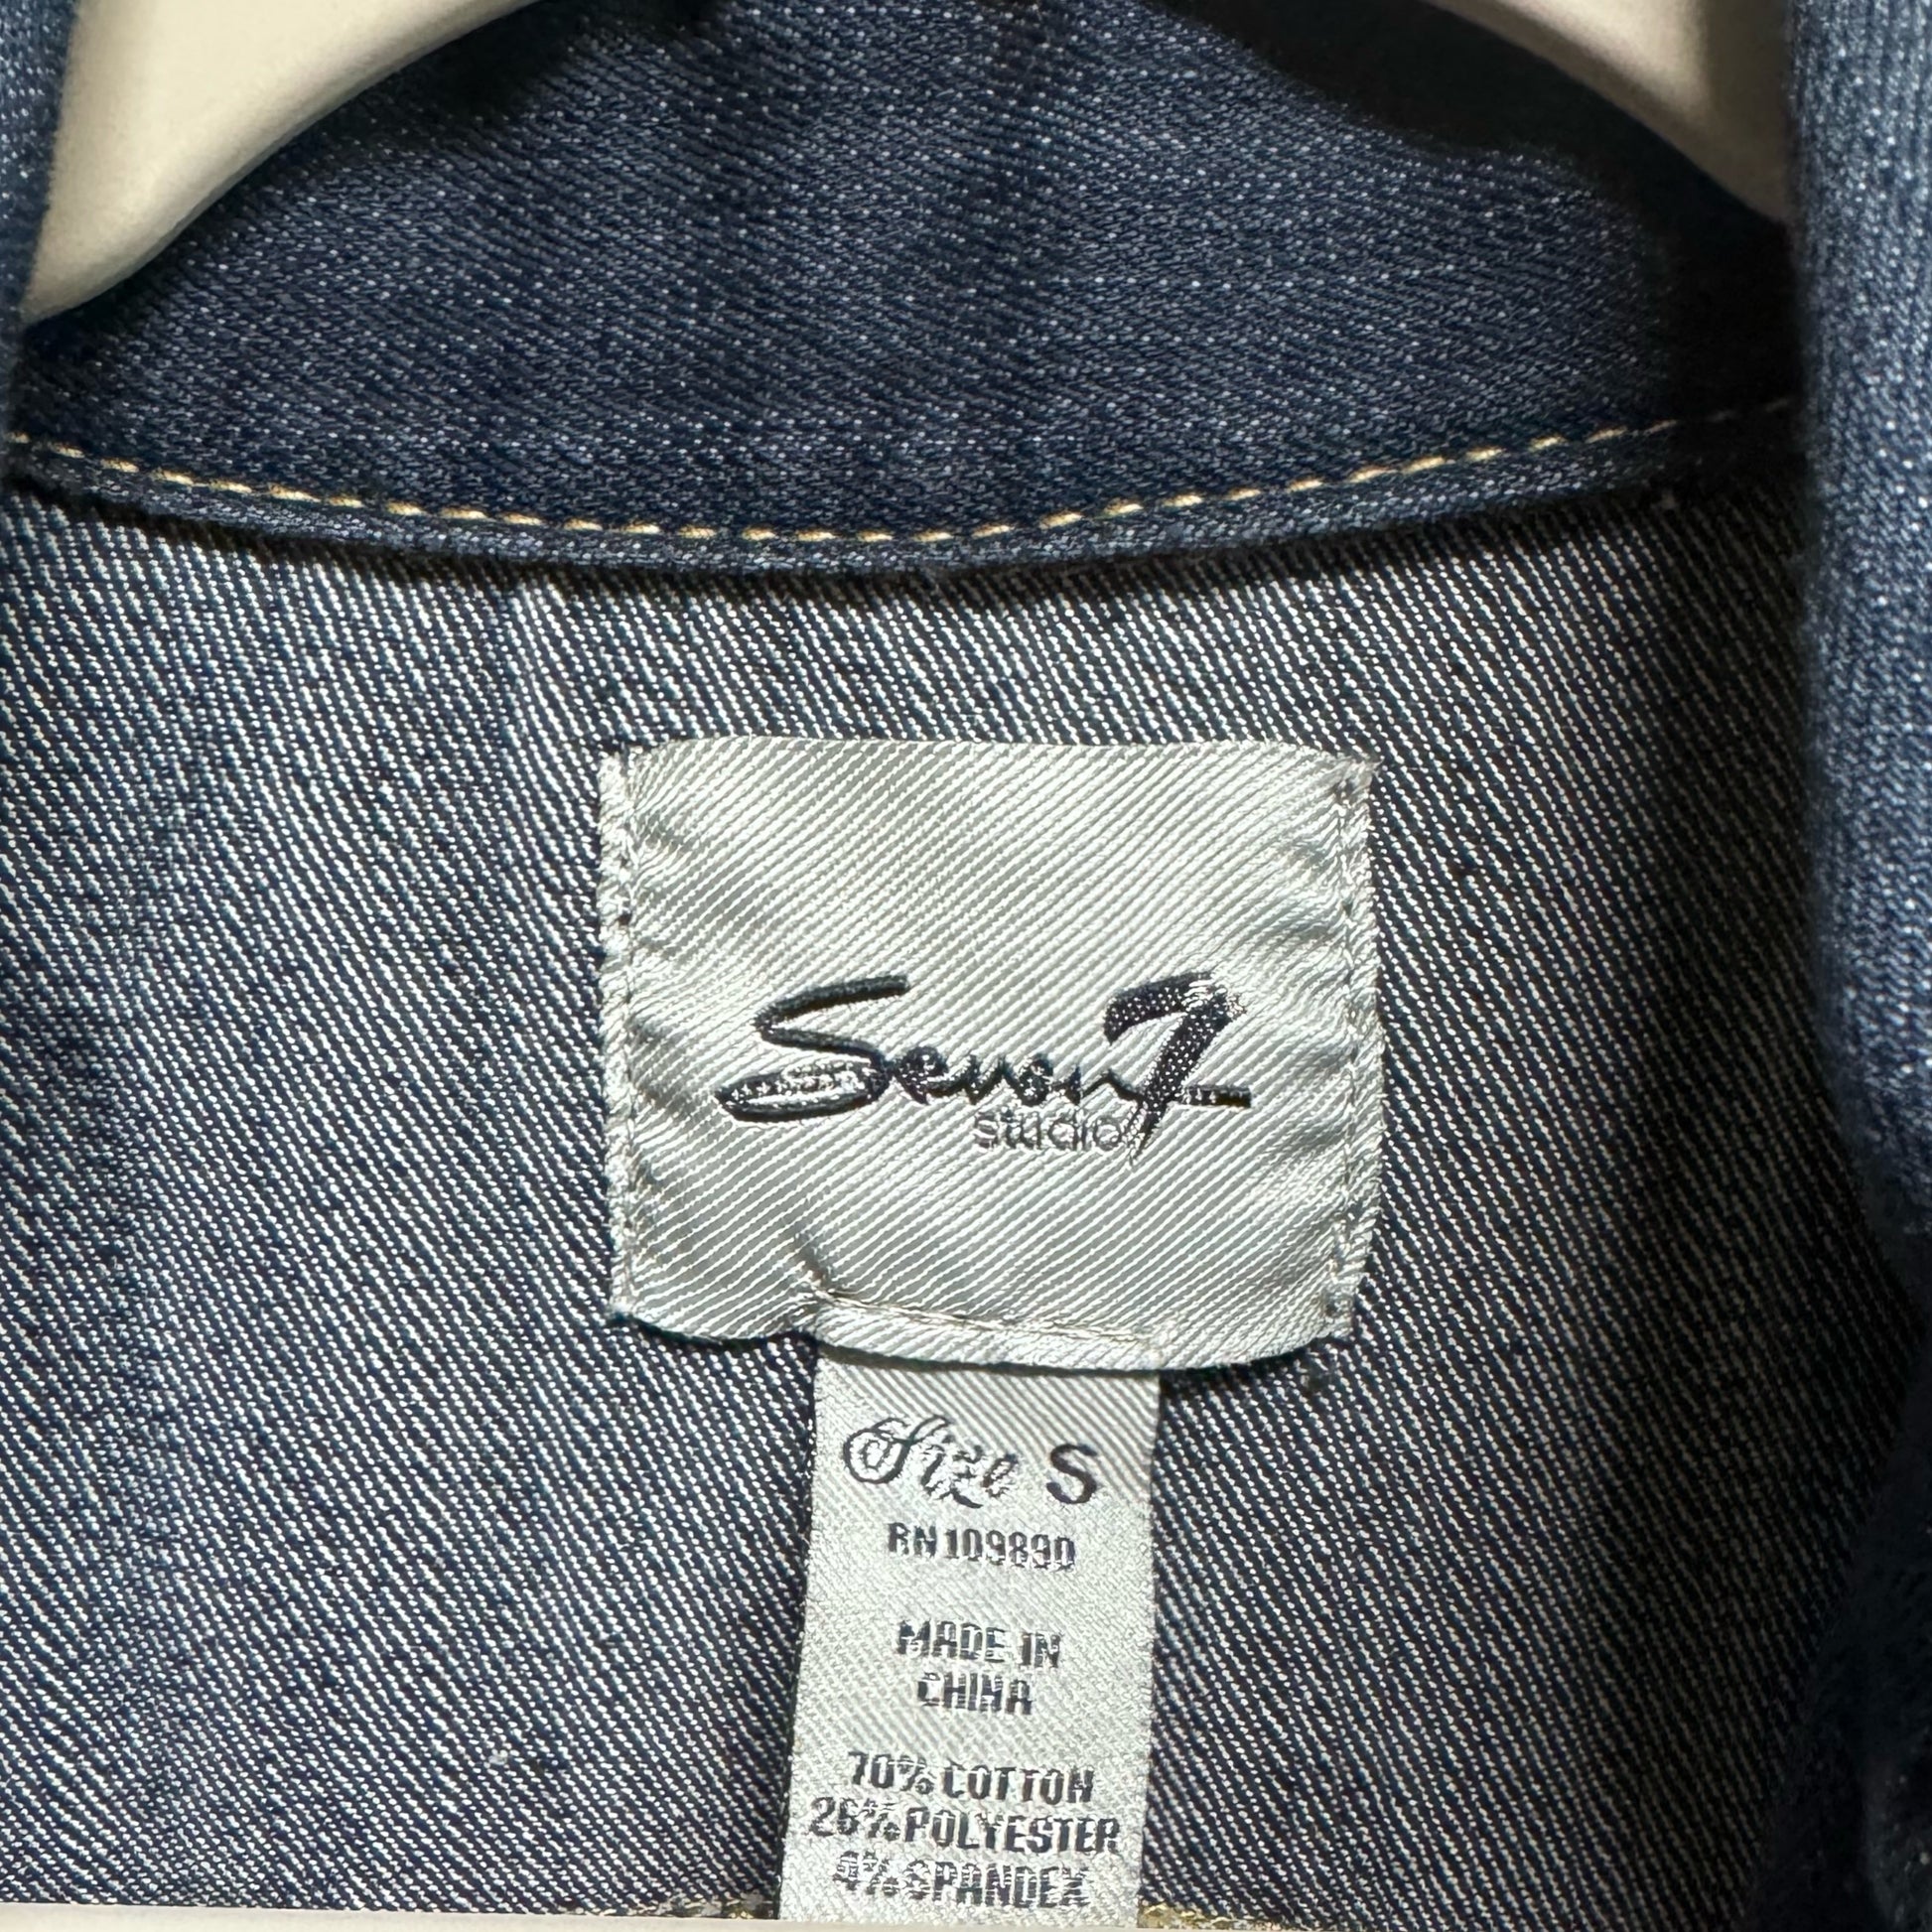 Seven7
studio
Size S
RN109890
MADE IN
CHINA
70% COTTON
26% POLYESTER
4% SPANDEX